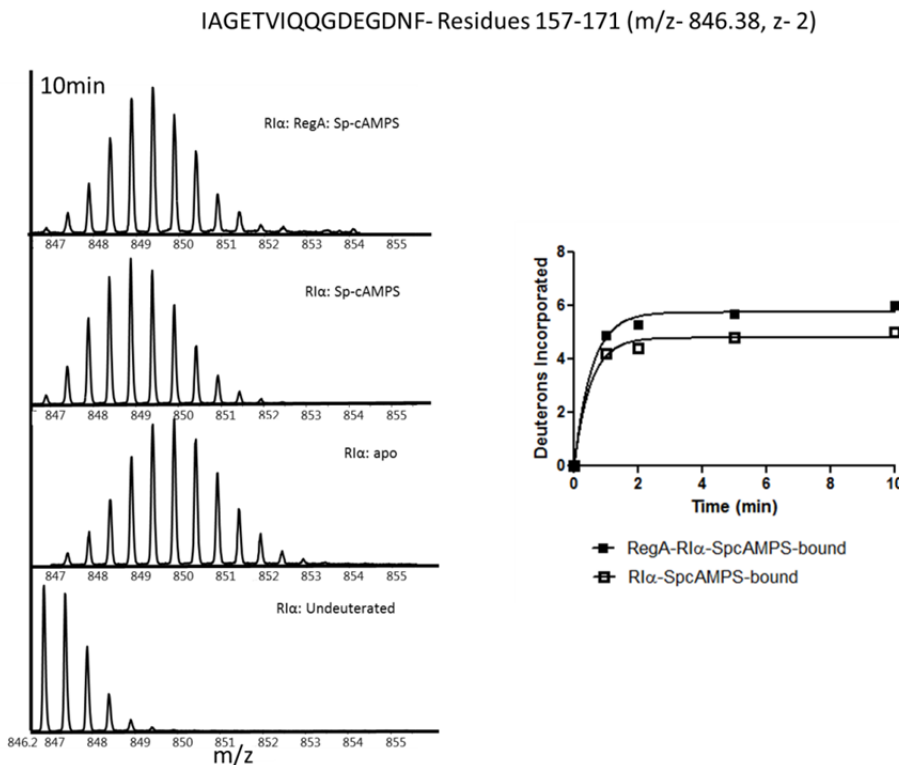 IAGETVIQQGDEGDNF- Residues 157-171 (m/z- 846.38, z- 2)
10min
RIα: RegA: Sp-cAMPS
847 848 849 850 851 852 853 854 855
RIα: Sp-cAMPS
847 848 849 850 851 852 853 854 855
RIα: apo
847 848 849 850 851 852 853 854 855
RIα: Undeuterated
846.2 847 848 849 850 851 852 853 854 855
m/z
Deuterons Incorporated
8
6
4
2
0
0 2 4 6 8 10
Time (min)
RegA-RIα-SpcAMPS-bound
RIα-SpcAMPS-bound